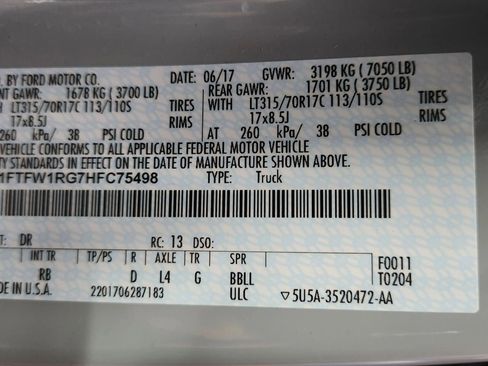 D. BY FORD MOTOR CO. DATE: 06/17 GVWR: 3198 KG ( 7050 LB)
NT GAWR: 1678 KG ( 3700 LB) REAR GAWR: 1701 KG ( 3750 LB)
LT315/70R17C 113/110S TIRES WITH LT315/70R17C 113/110S TIRES
17x8.5J RIMS 17x8.5J RIMS
260 kPa/ 38 PSI COLD AT 260 kPa/ 38 PSI COLD
VEHICLE CONFORMS TO ALL APPLICABLE FEDERAL MOTOR VEHICLE
TY STANDARDS IN EFFECT ON THE DATE OF MANUFACTURE SHOWN ABOVE.
1FTFW1RG7HFC75498 TYPE: Truck
T: DR RC: 13 DSO:
INT TR TP/PS R AXLE TR SPR F0011
RB D L4 G BBLL T0204
DE IN U.S.A. 2201706287183 ULC ▽5U5A-3520472-AA